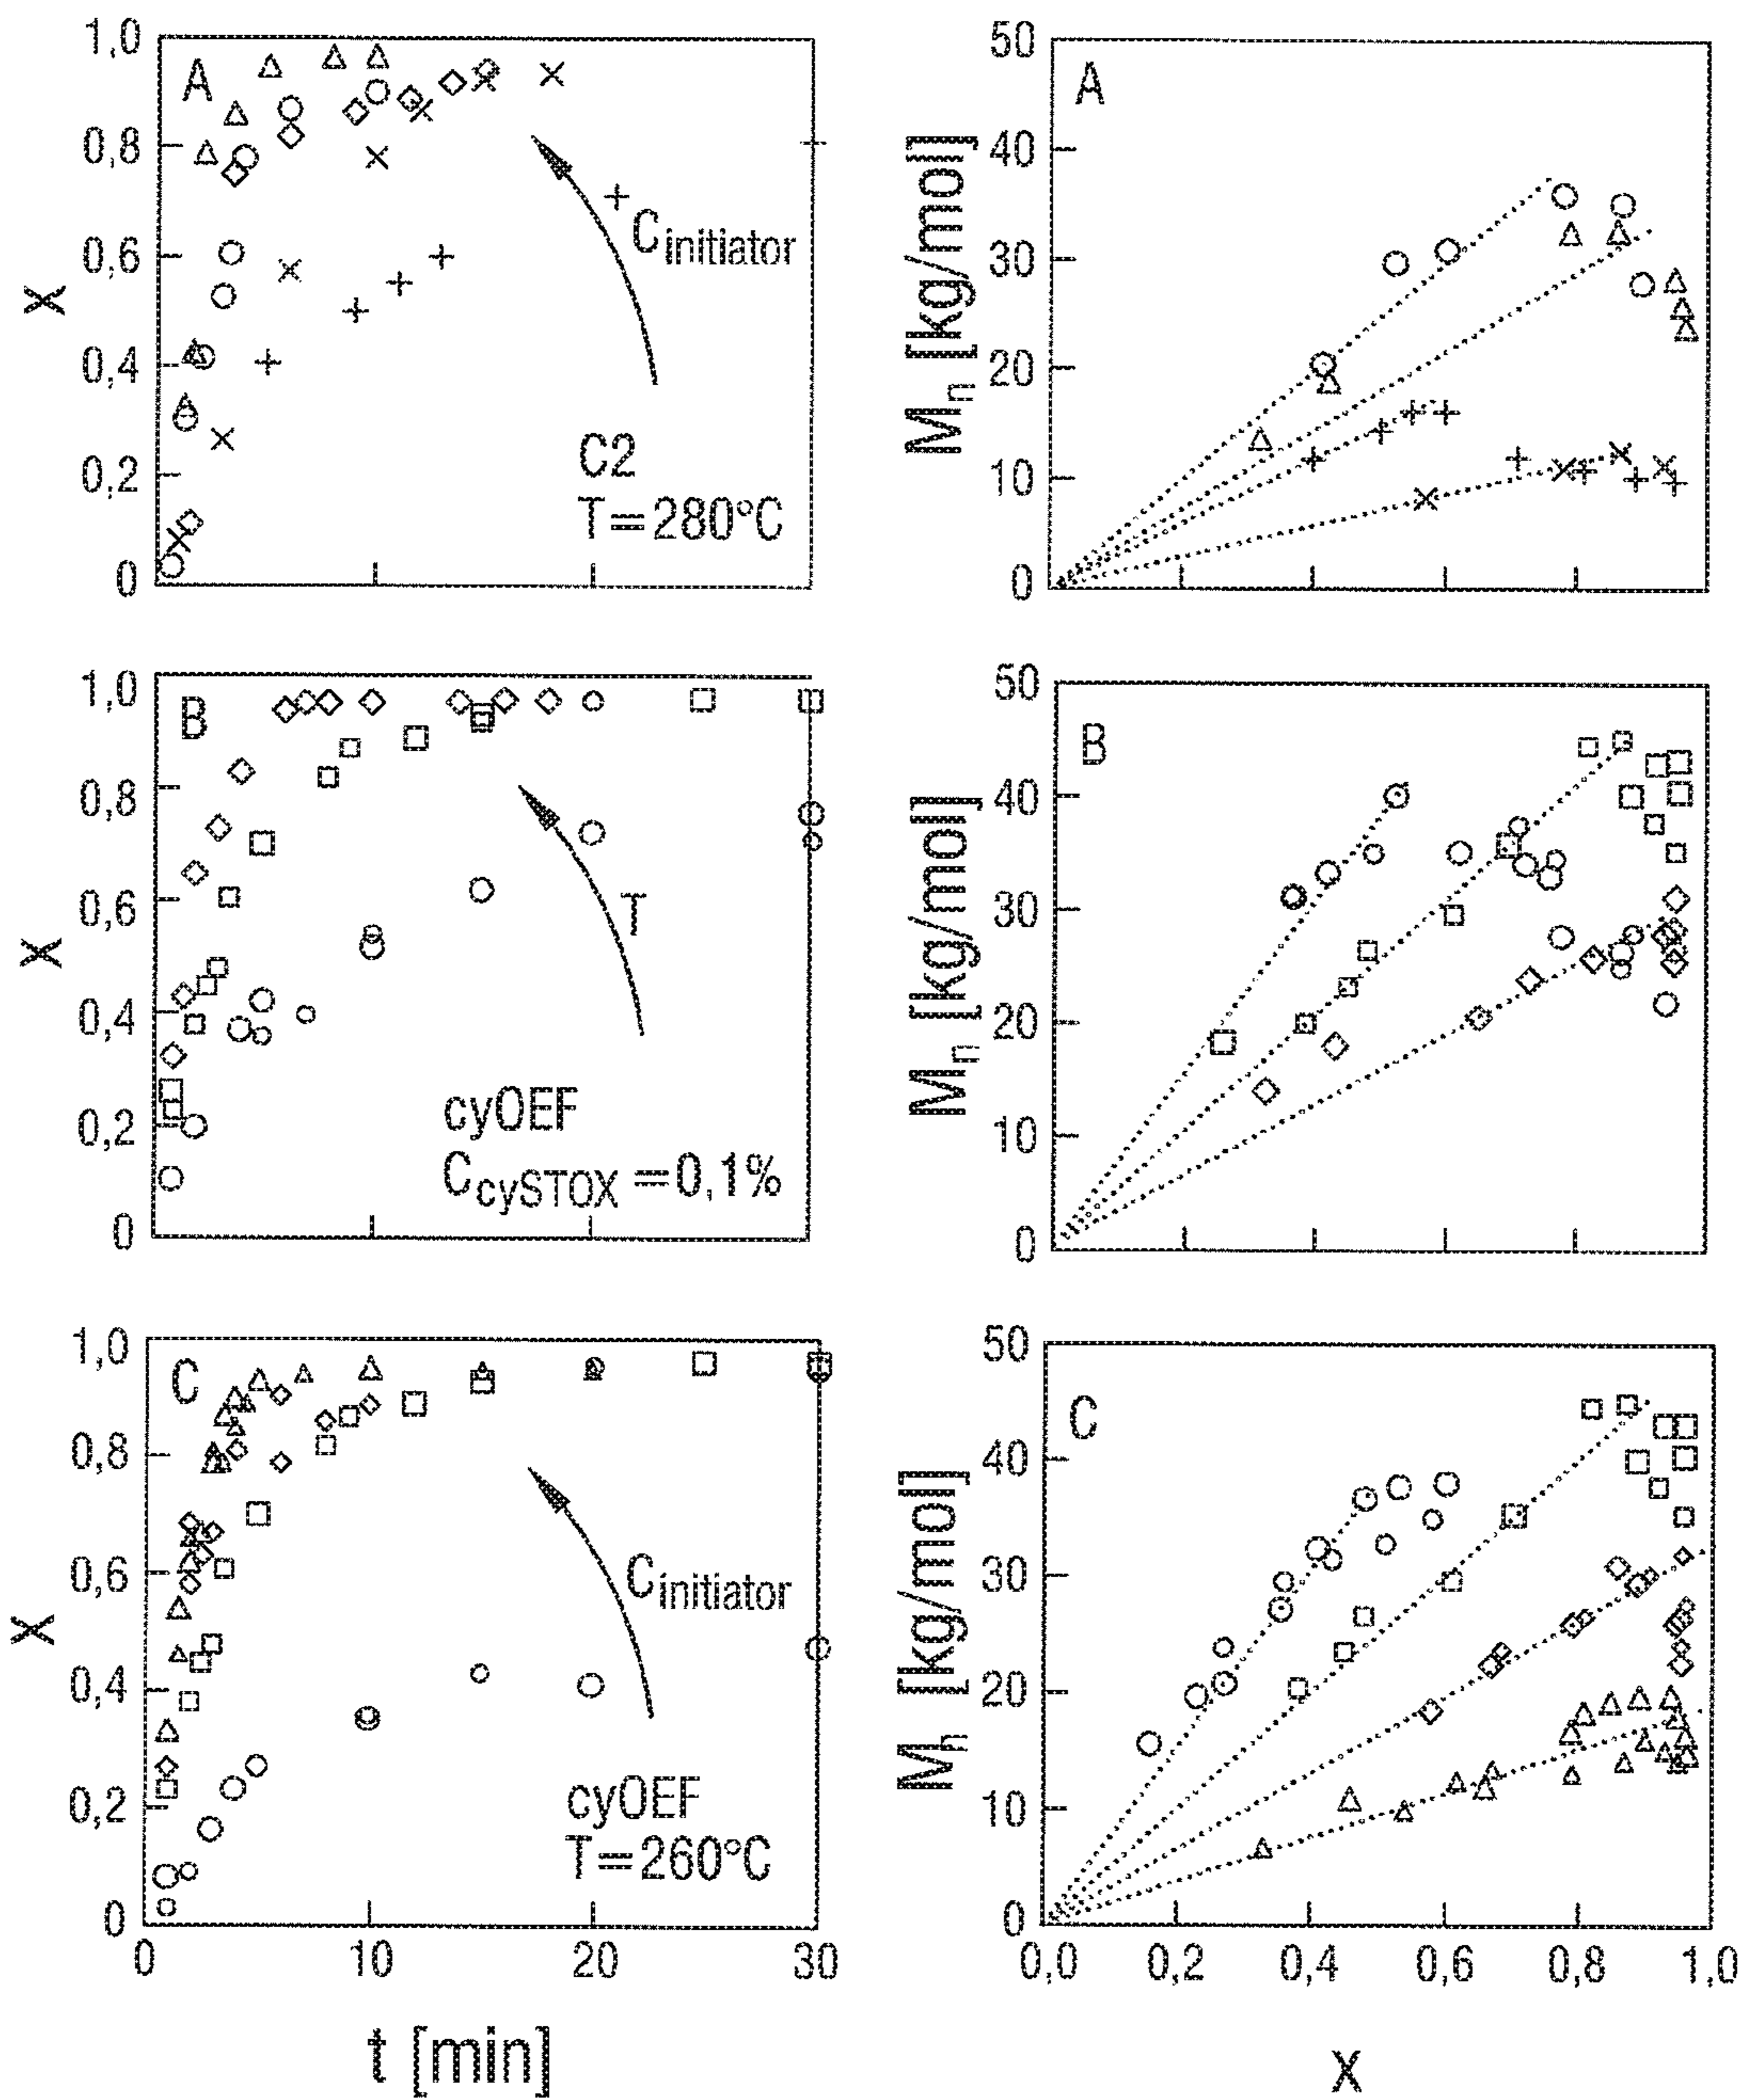 1,0
A
0,8
X
0,6
0,4
0,2
0
C initiator
C2
T=280°C
50
A
40
Mn [kg/mol]
30
20
10
0
1,0
B
0,8
X
0,6
0,4
0,2
0
T
cyOEF
C cySTOX =0,1%
50
B
40
Mn [kg/mol]
30
20
10
0
1,0
C
0,8
X
0,6
0,4
0,2
0
C initiator
cyOEF
T=260°C
0 10 20 30
t [min]
50
C
40
Mn [kg/mol]
30
20
10
0
0,0 0,2 0,4 0,6 0,8 1,0
X